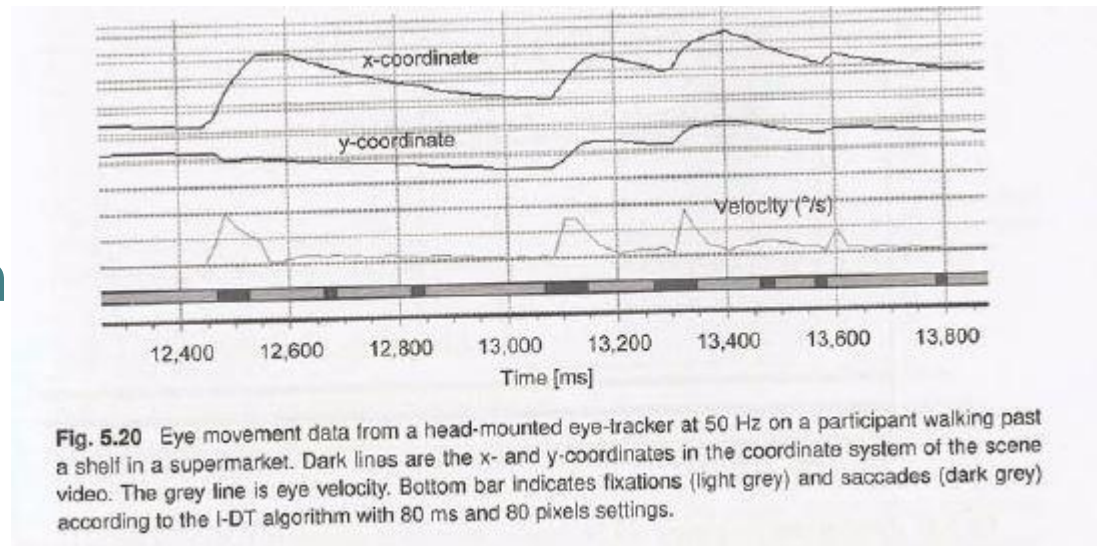 x-coordinate
y-coordinate
Velocity (°/s)
12,400 12,600 12,800 13,000 13,200 13,400 13,600 13,800
Time [ms]
Fig. 5.20 Eye movement data from a head-mounted eye-tracker at 50 Hz on a participant walking past
a shelf in a supermarket. Dark lines are the x- and y-coordinates in the coordinate system of the scene
video. The grey line is eye velocity. Bottom bar indicates fixations (light grey) and saccades (dark grey)
according to the I-DT algorithm with 80 ms and 80 pixels settings.